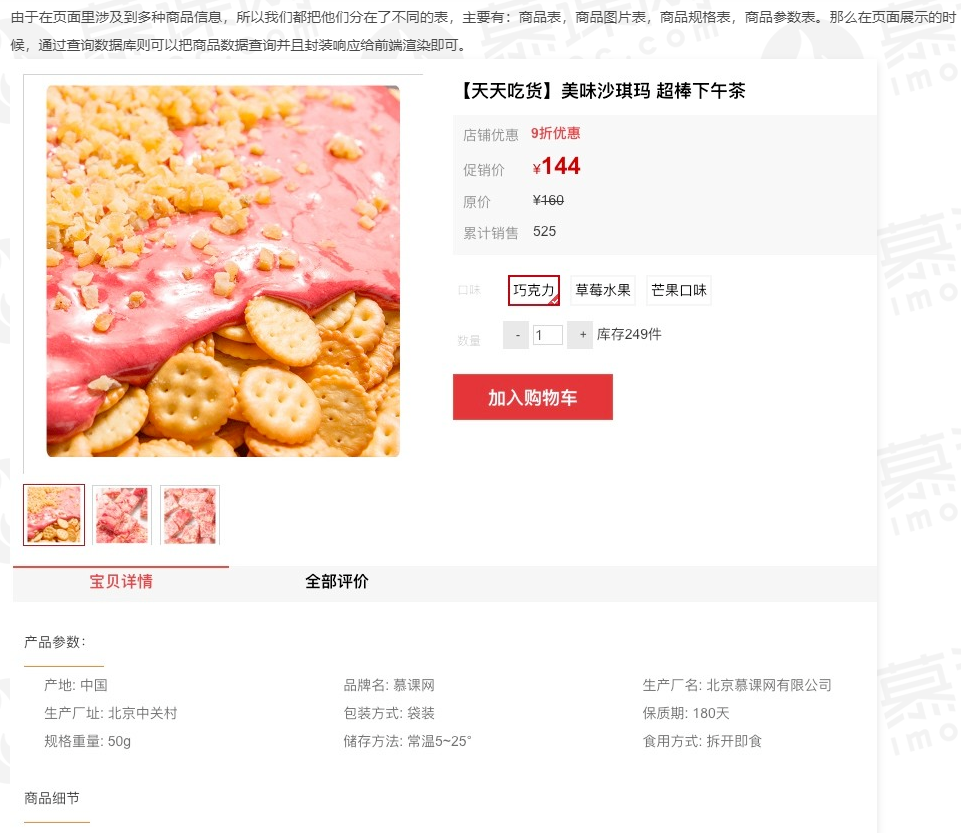 由于在页面里涉及到多种商品信息，所以我们都把他们分在了不同的表，主要有：商品表，商品图片表，商品规格表，商品参数表。那么在页面展示的时
候，通过查询数据库则可以把商品数据查询并且封装响应给前端渲染即可。
【天天吃货】美味沙琪玛 超棒下午茶
店铺优惠 9折优惠
促销价 ¥144
原价 ¥160
累计销售 525
口味 巧克力 草莓水果 芒果口味
数量 - 1 + 库存249件
加入购物车
宝贝详情 全部评价
产品参数：
产地: 中国 品牌名: 慕课网 生产厂名: 北京慕课网有限公司
生产厂址: 北京中关村 包装方式: 袋装 保质期: 180天
规格重量: 50g 储存方法: 常温5~25° 食用方式: 拆开即食
商品细节